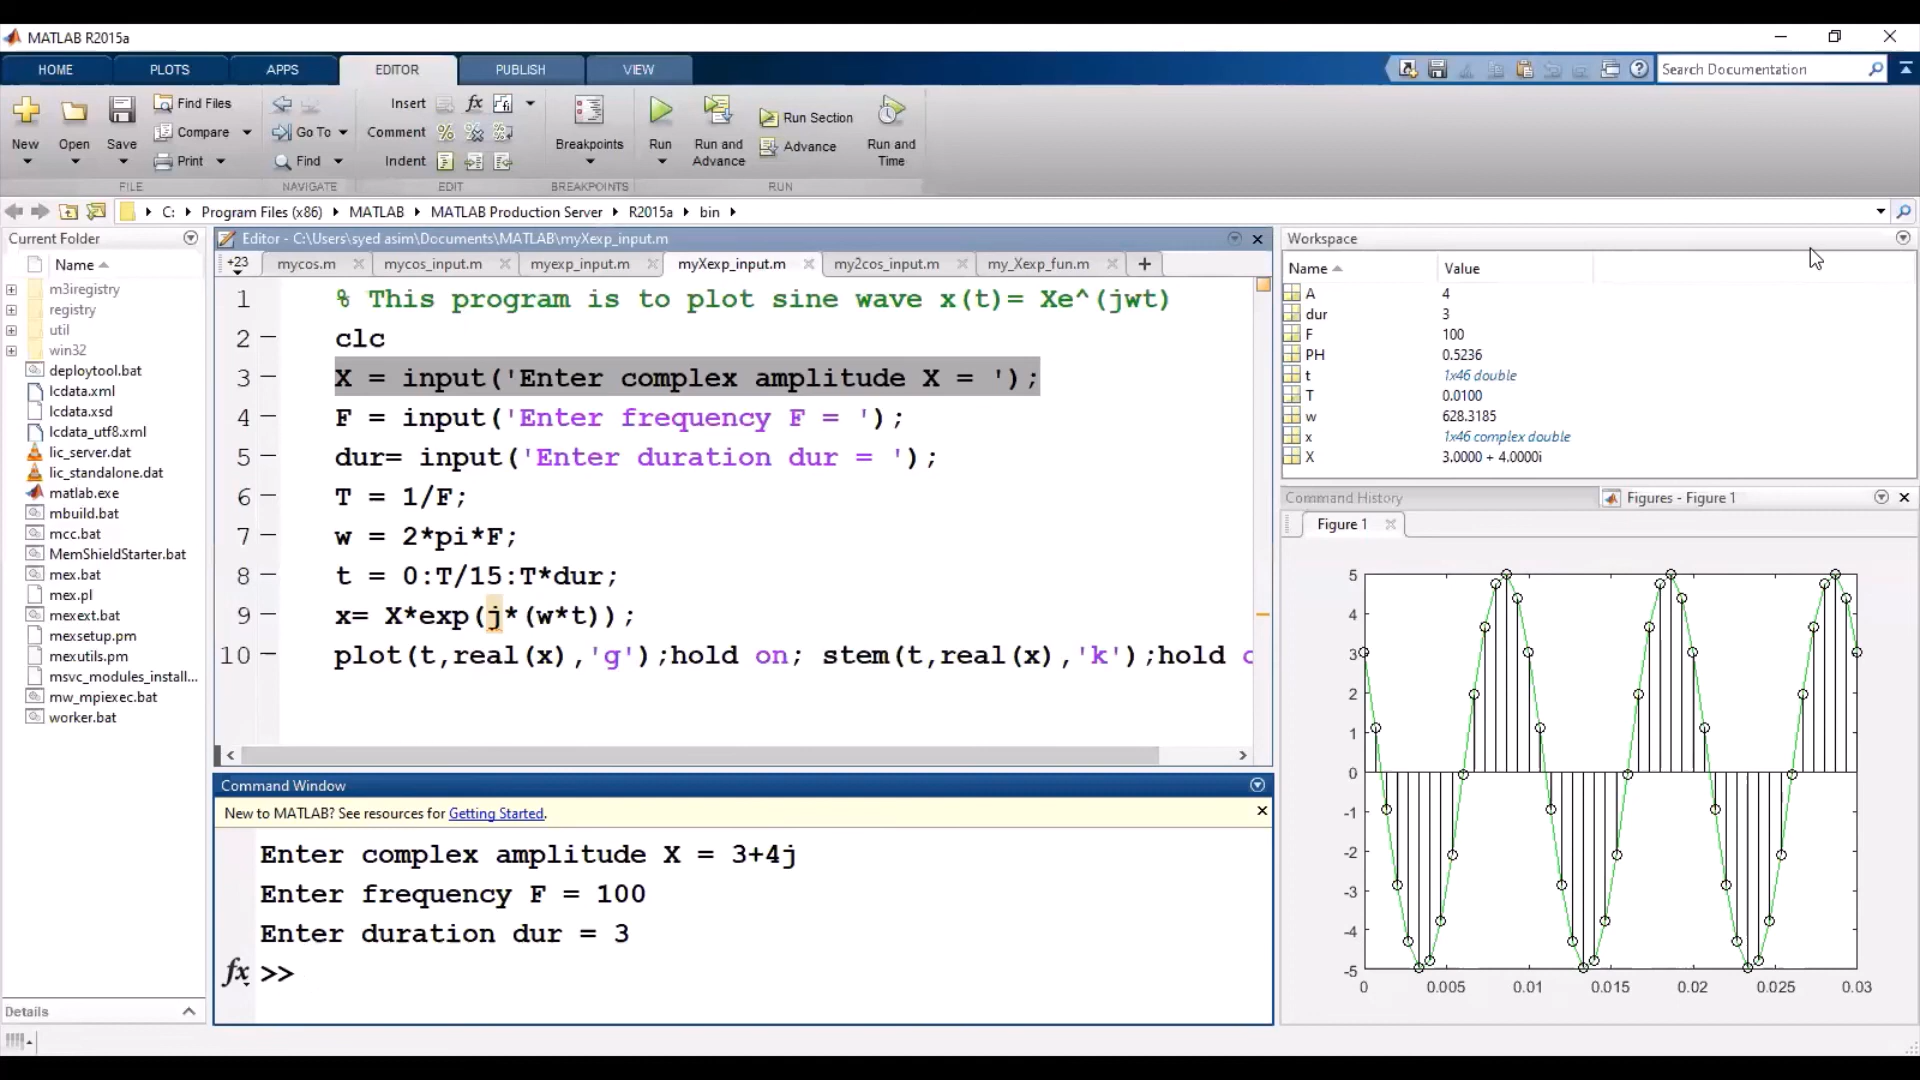 MATLAB R2015a
HOME PLOTS APPS EDITOR PUBLISH VIEW Search Documentation
New Open Save Find Files Compare Print
Go To Find
Insert fx Comment Indent
Breakpoints
Run Run and Advance Run Section Advance Run and Time
FILE NAVIGATE EDIT BREAKPOINTS RUN
C: Program Files (x86) MATLAB MATLAB Production Server R2015a bin
Current Folder
Name
m3iregistry
registry
util
win32
deploytool.bat
lcdata.xml
lcdata.xsd
lcdata_utf8.xml
lic_server.dat
lic_standalone.dat
matlab.exe
mbuild.bat
mcc.bat
MemShieldStarter.bat
mex.bat
mex.pl
mexext.bat
mexsetup.pm
mexutils.pm
msvc_modules_install...
mw_mpiexec.bat
worker.bat
Details
Editor - C:\Users\syed asim\Documents\MATLAB\myXexp_input.m
+23 mycos.m mycos_input.m myexp_input.m myXexp_input.m my2cos_input.m my_Xexp_fun.m +
1 % This program is to plot sine wave x(t)= Xe^(jwt)
2 clc
3 X = input('Enter complex amplitude X = ');
4 F = input('Enter frequency F = ');
5 dur= input('Enter duration dur = ');
6 T = 1/F;
7 w = 2*pi*F;
8 t = 0:T/15:T*dur;
9 x= X*exp(j*(w*t));
10 plot(t,real(x),'g');hold on; stem(t,real(x),'k');hold
Command Window
New to MATLAB? See resources for Getting Started.
Enter complex amplitude X = 3+4j
Enter frequency F = 100
Enter duration dur = 3
fx >>
Workspace
Name Value
A 4
dur 3
F 100
PH 0.5236
t 1x46 double
T 0.0100
w 628.3185
x 1x46 complex double
X 3.0000 + 4.0000i
Command History Figures - Figure 1
Figure 1
5
4
3
2
1
0
-1
-2
-3
-4
-5
0 0.005 0.01 0.015 0.02 0.025 0.03